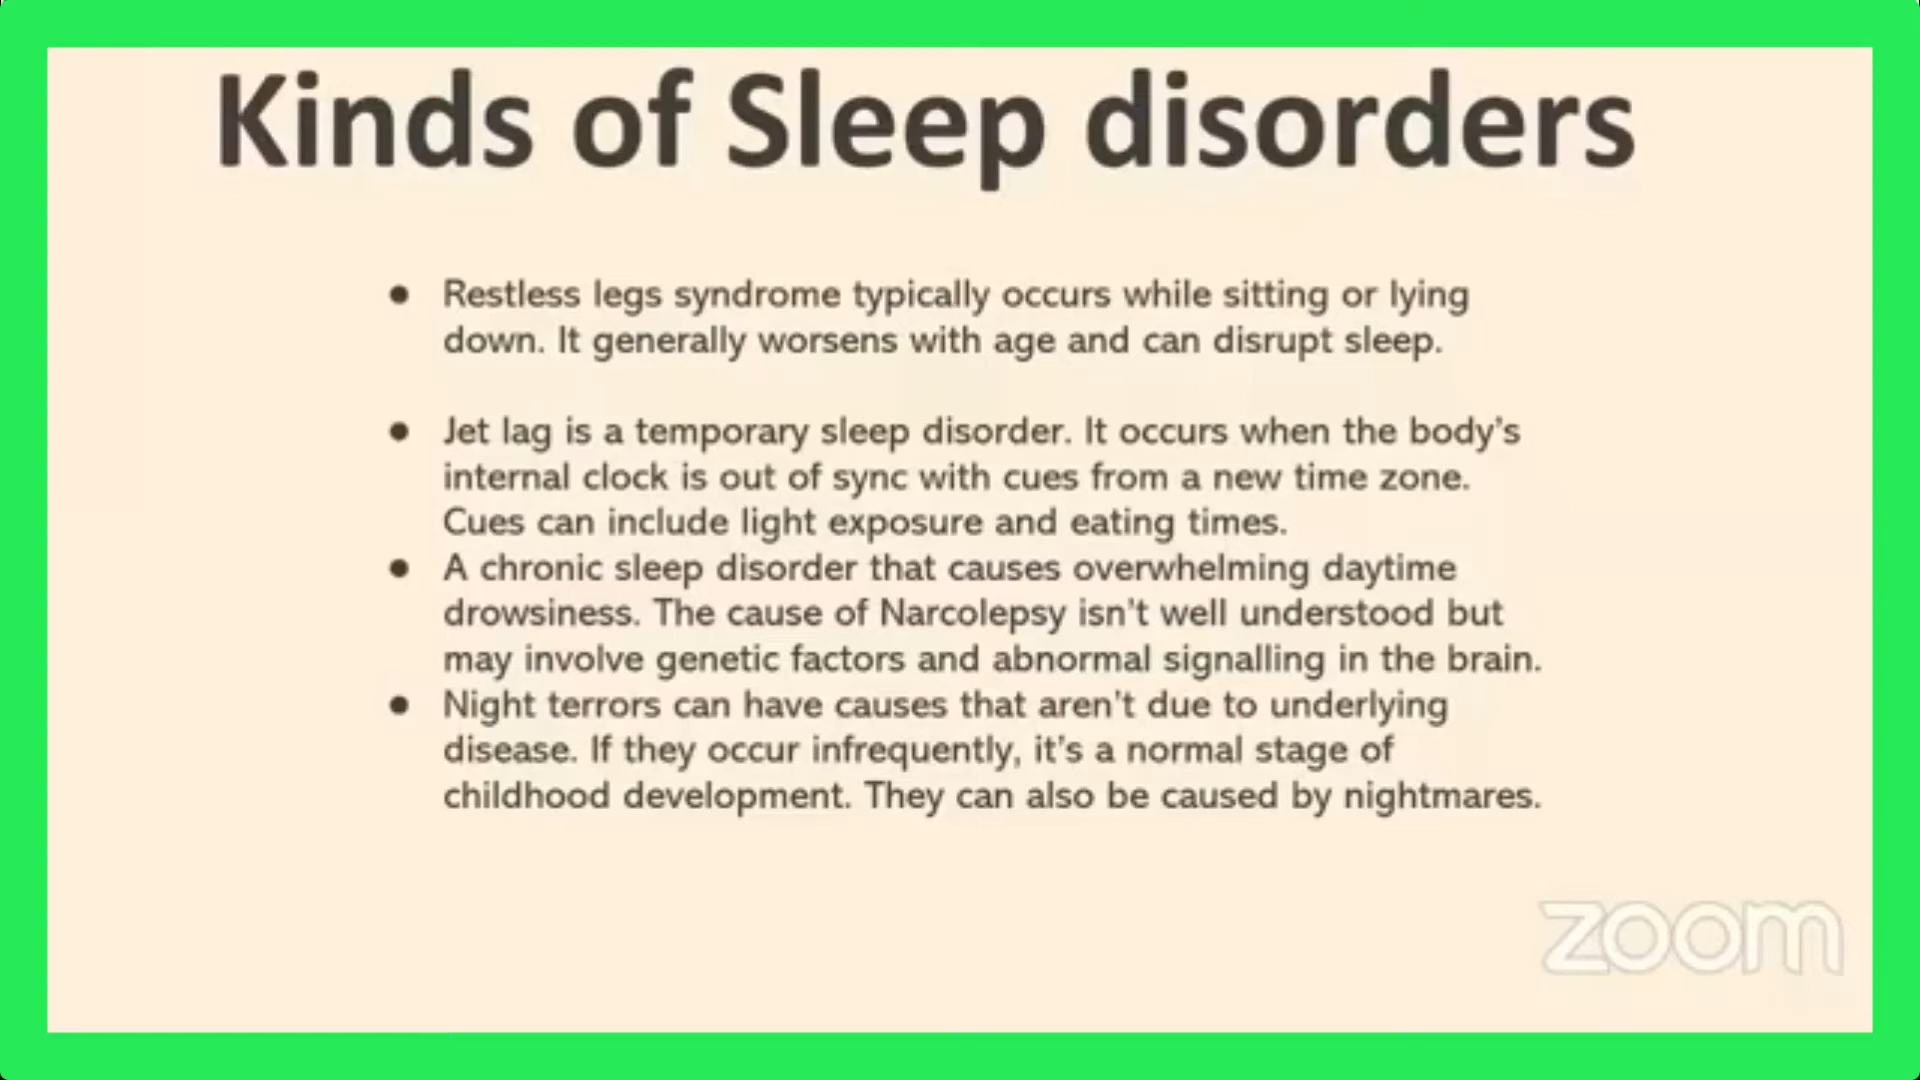 Kinds of Sleep disorders
● Restless legs syndrome typically occurs while sitting or lying
down. It generally worsens with age and can disrupt sleep.
● Jet lag is a temporary sleep disorder. It occurs when the body's
internal clock is out of sync with cues from a new time zone.
Cues can include light exposure and eating times.
● A chronic sleep disorder that causes overwhelming daytime
drowsiness. The cause of Narcolepsy isn't well understood but
may involve genetic factors and abnormal signalling in the brain.
● Night terrors can have causes that aren't due to underlying
disease. If they occur infrequently, it's a normal stage of
childhood development. They can also be caused by nightmares.
zoom